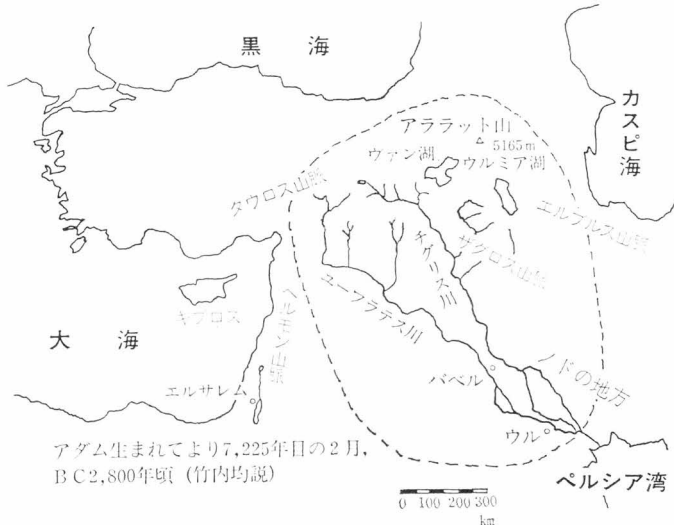 黒海
カスピ海
アララット山
5165m
ヴァン湖
ウルミア湖
タウロス山脈
エルブルス山脈
ザグロス山脈
チグリス川
ユーフラテス川
キプロス
ヘルモン山脈
大海
エルサレム
バベル
ノドの地方
ウル
ペルシア湾
アダム生まれてより7,225年目の2月,
BC2,800年頃 (竹内均説)
0 100 200 300
km